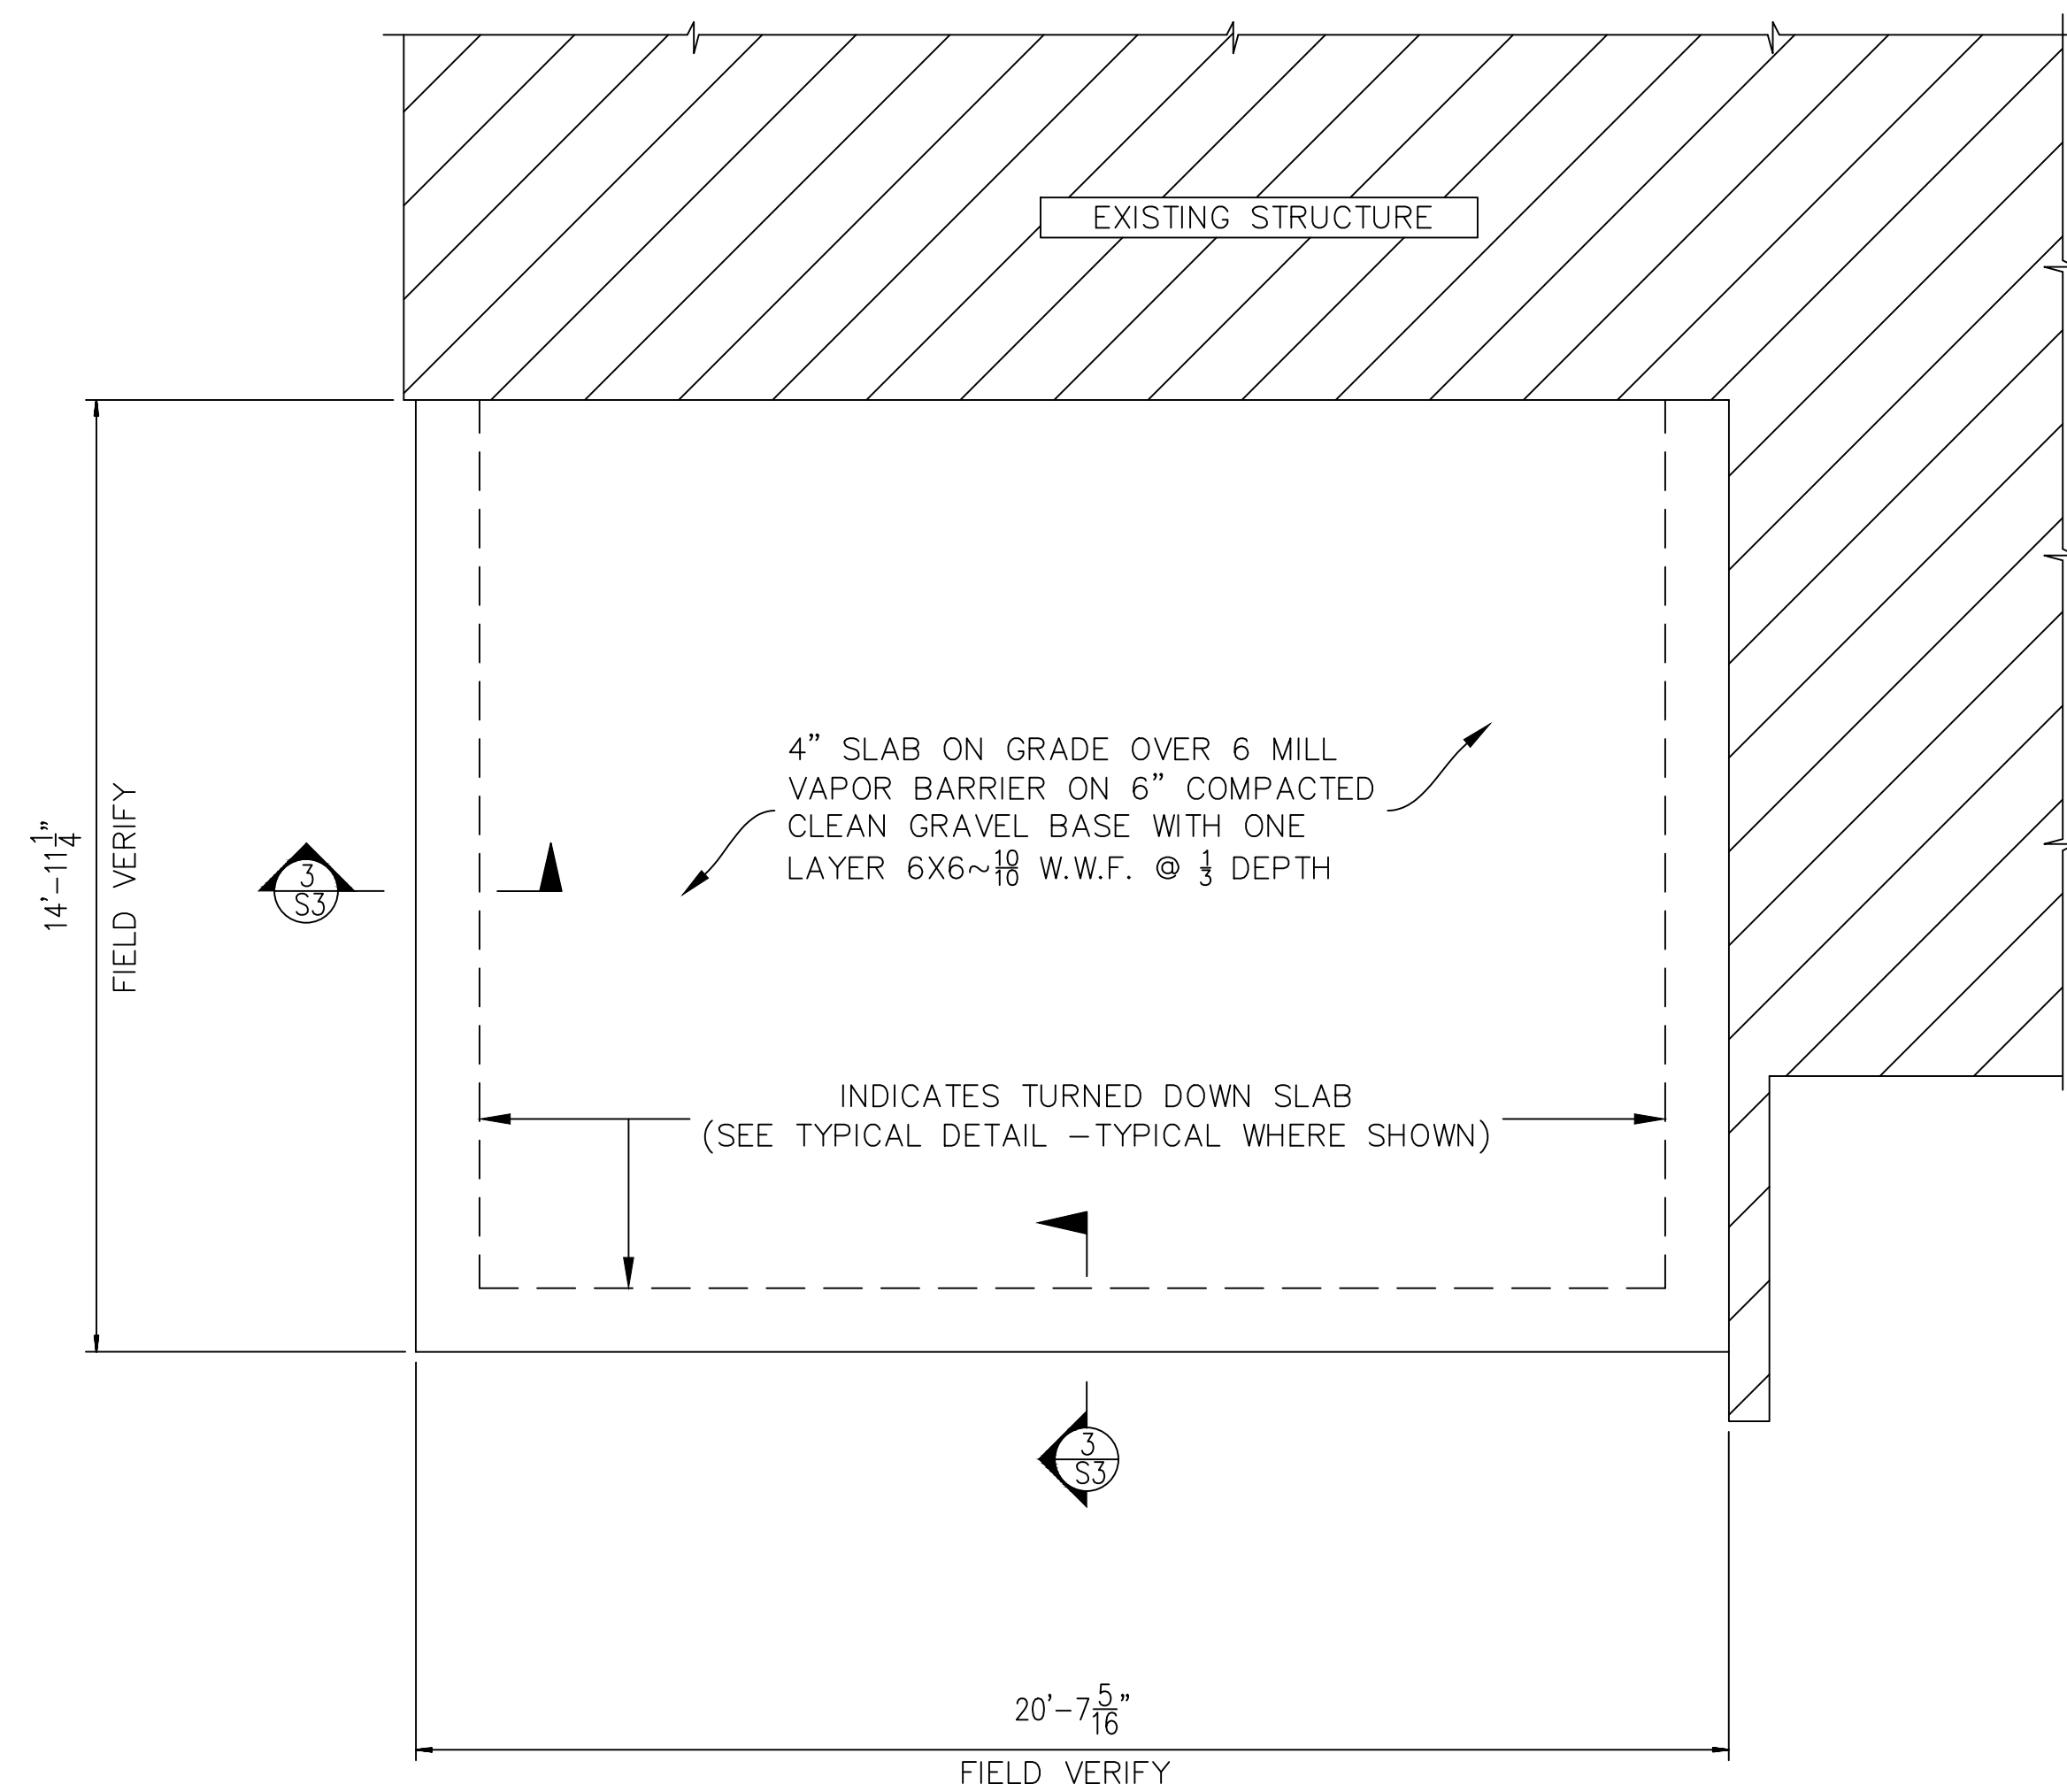 EXISTING STRUCTURE
4" SLAB ON GRADE OVER 6 MILL
VAPOR BARRIER ON 6" COMPACTED
CLEAN GRAVEL BASE WITH ONE
LAYER 6X6~10/10 W.W.F. @ 1/3 DEPTH
14'-11 1/4"
FIELD VERIFY
3
S3
INDICATES TURNED DOWN SLAB
(SEE TYPICAL DETAIL -TYPICAL WHERE SHOWN)
3
S3
20'-7 5/16"
FIELD VERIFY